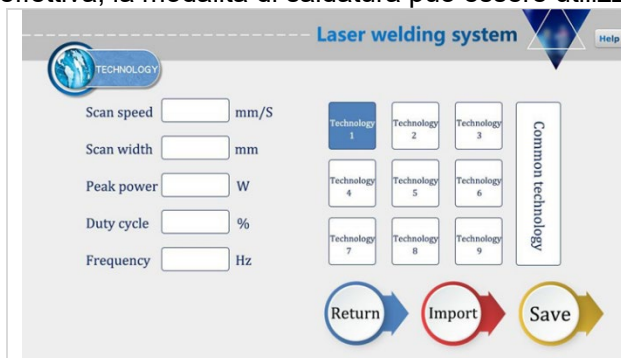 effettiva, la modalità di saldatura può essere
Laser welding system
Help
TECHNOLOGY
Scan speed mm/S
Scan width mm
Peak power W
Duty cycle %
Frequency Hz
Technology
1
Technology
2
Technology
3
Technology
4
Technology
5
Technology
6
Technology
7
Technology
8
Technology
9
Common technology
Return
Import
Save